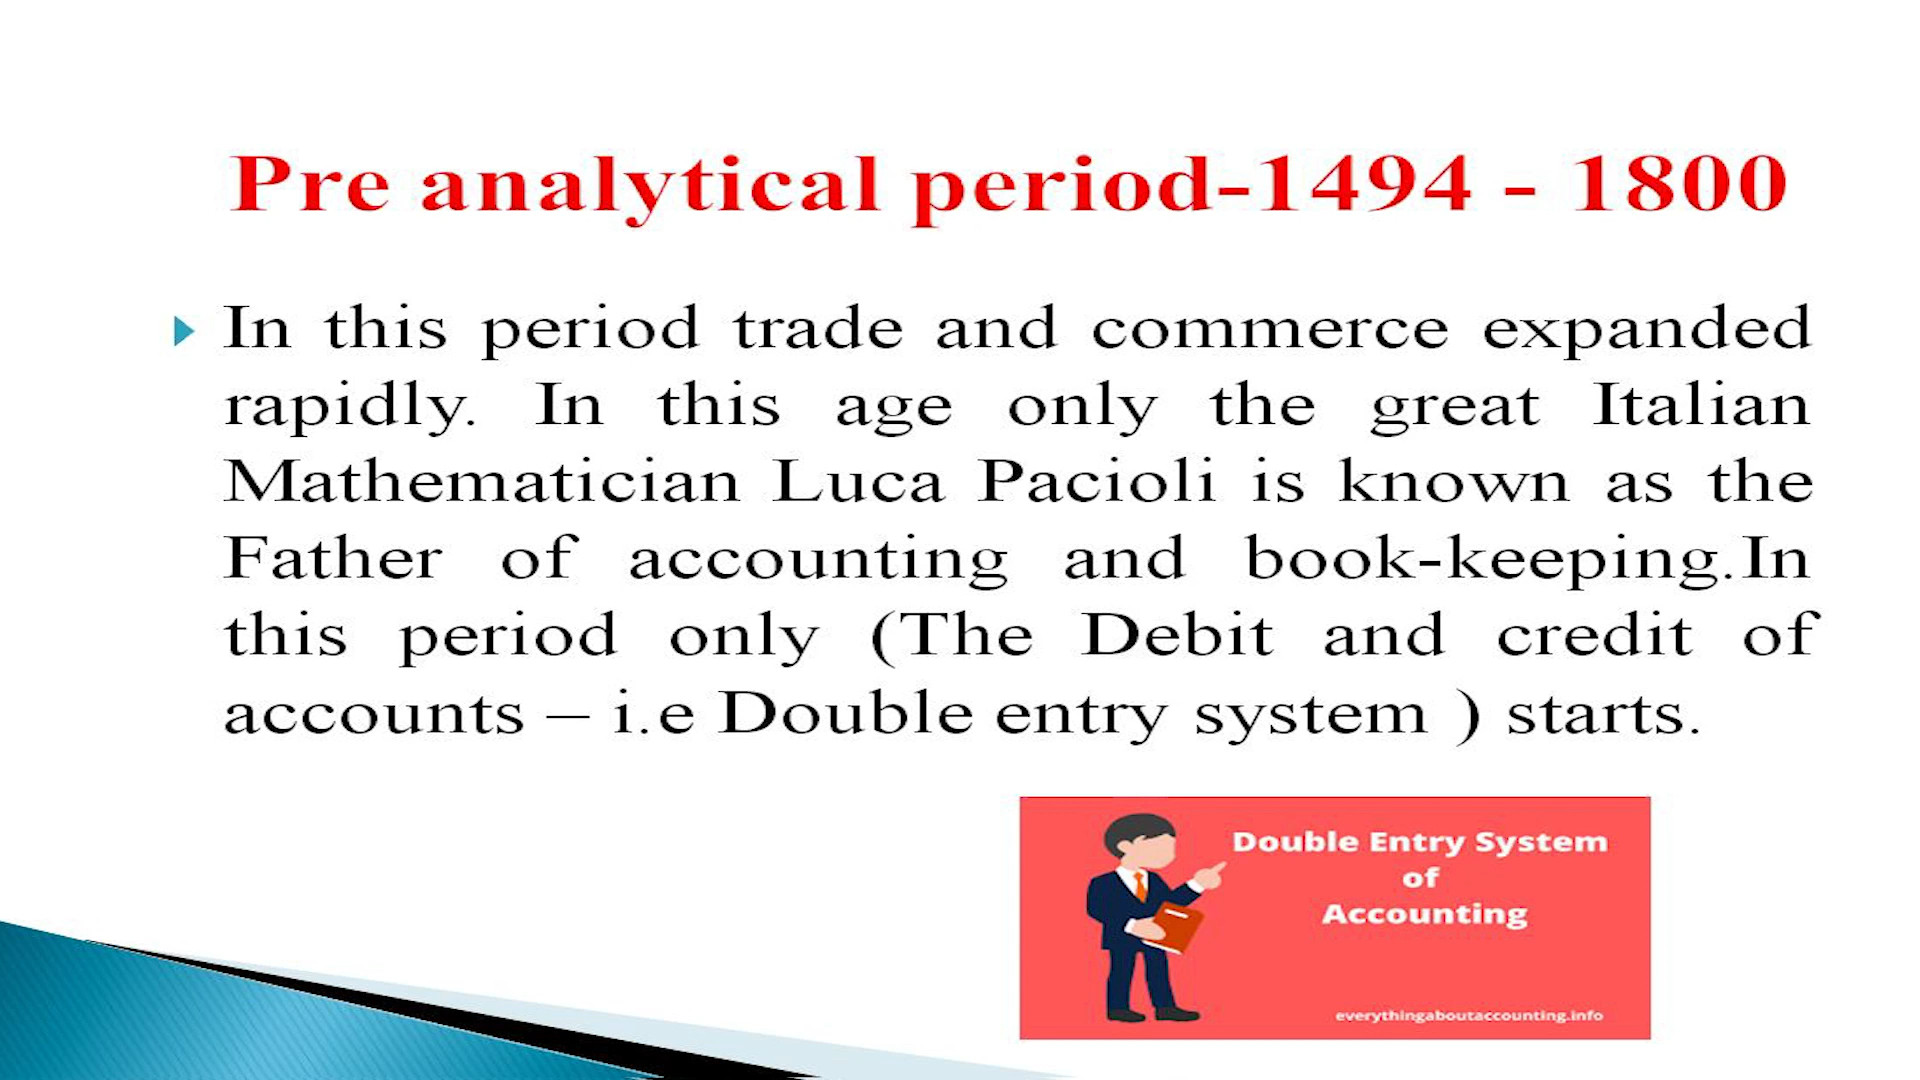 Pre analytical period-1494 - 1800
In this period trade and commerce expanded
rapidly. In this age only the great Italian
Mathematician Luca Pacioli is known as the
Father of accounting and book-keeping.In
this period only (The Debit and credit of
accounts – i.e Double entry system ) starts.
Double Entry System
of
Accounting
everythingaboutaccounting.info